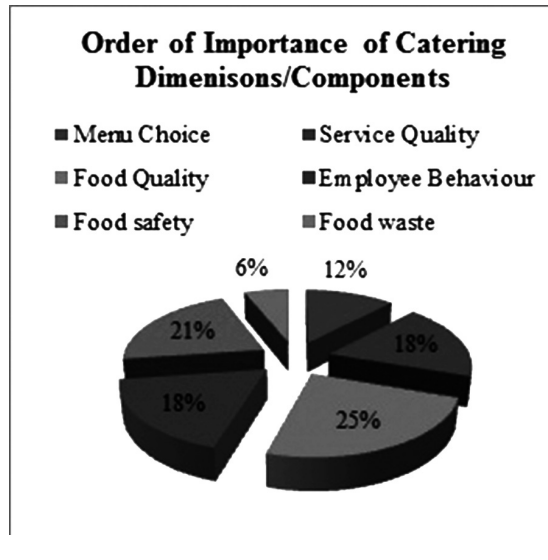 Order of Importance of Catering
Dimenisons/Components
Menu Choice Service Quality
Food Quality Employee Behaviour
Food safety Food waste
6% 12%
21% 18%
18% 25%